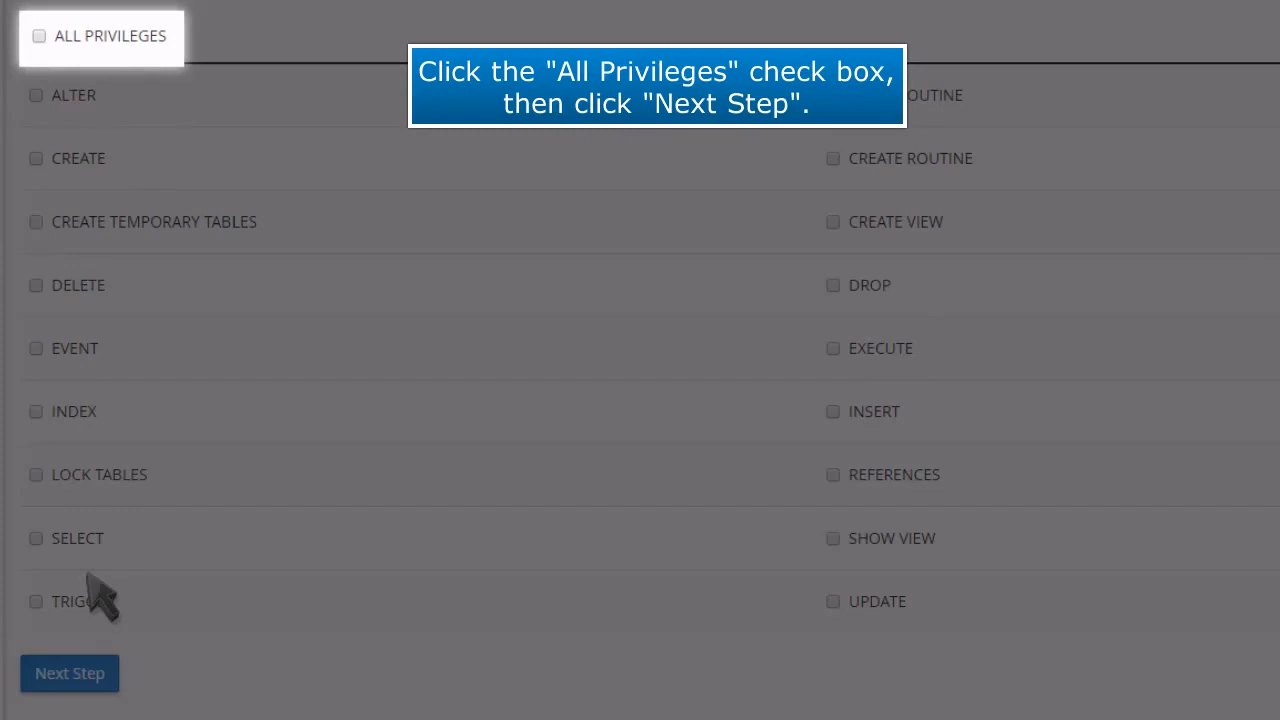 ALL PRIVILEGES
Click the "All Privileges" check box,
then click "Next Step".
ALTER
CREATE
CREATE ROUTINE
CREATE TEMPORARY TABLES
CREATE VIEW
DELETE
DROP
EVENT
EXECUTE
INDEX
INSERT
LOCK TABLES
REFERENCES
SELECT
SHOW VIEW
UPDATE
Next Step